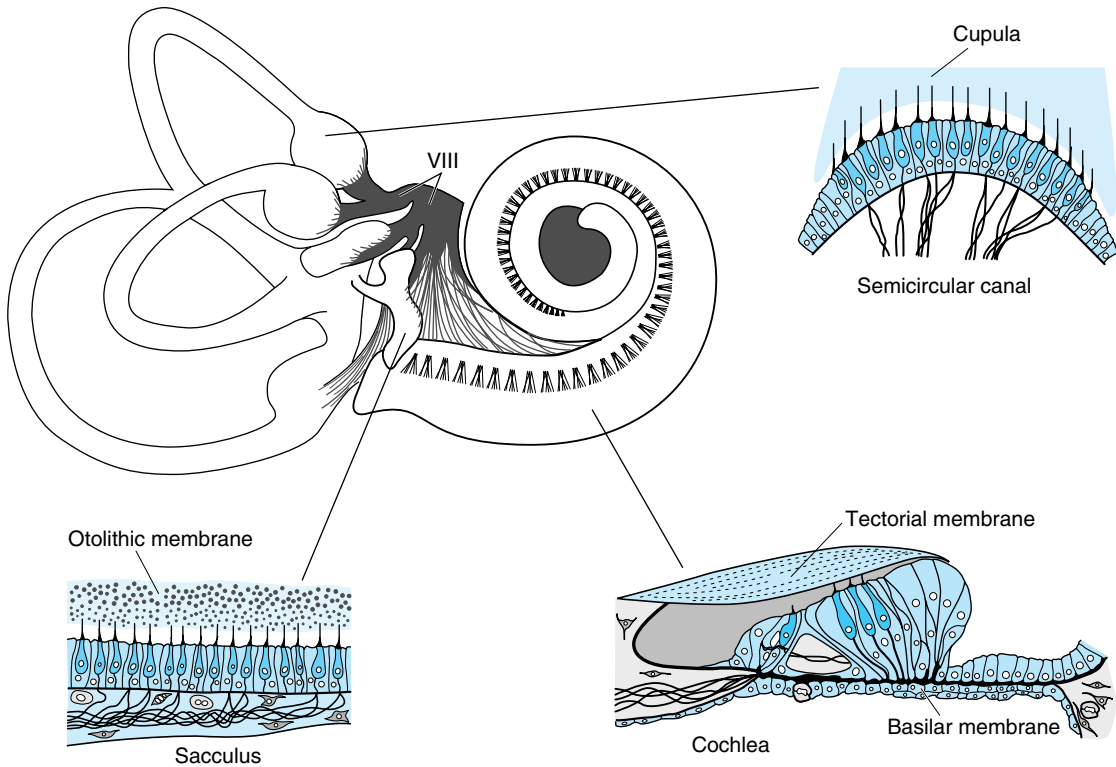 Cupula
VIII
Semicircular canal
Otolithic membrane
Tectorial membrane
Basilar membrane
Cochlea
Sacculus